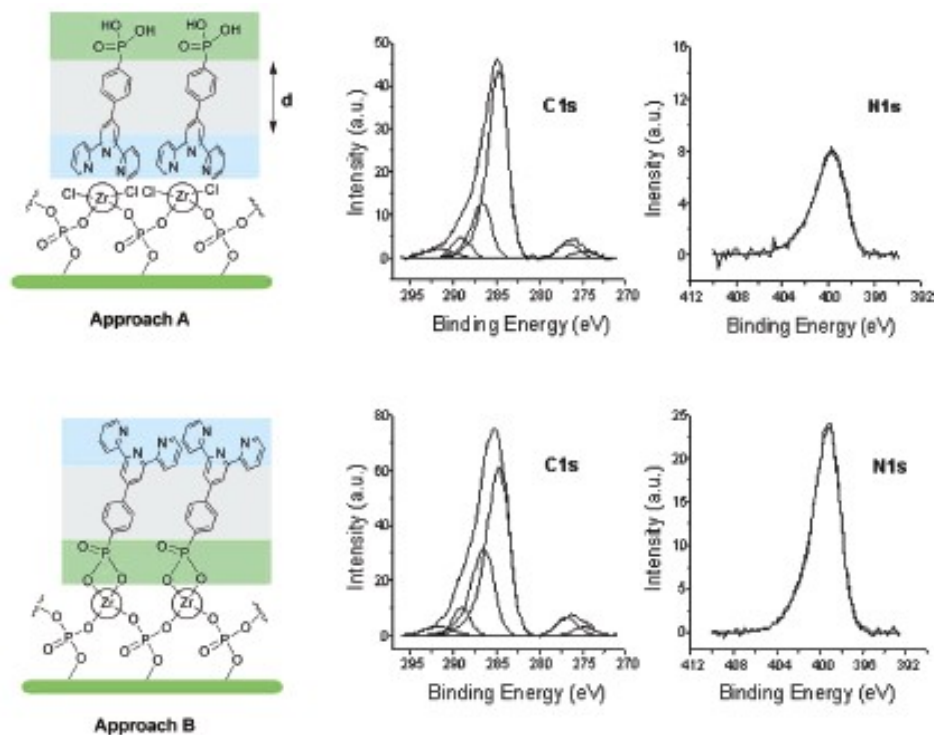 HO HO
OH OH
O=P O=P
d
N N
N N N N
Cl Zr Cl Cl Zr Cl
O O O O
O P O P O P O
O O O
Approach A
C1s
Intensity (a.u.)
50
40
30
20
10
0
295 290 285 280 275 270
Binding Energy (eV)
N1s
Inensity (a.u.)
16
12
8
4
0
412 408 404 400 396 392
Binding Energy (eV)
N N N N N N
O P O P
O O O O
Zr Zr
O O O O
O P O P O P O
O O O
Approach B
C1s
Intensity (a.u.)
80
60
40
20
0
295 290 285 280 275 270
Binding Energy (eV)
N1s
Intensity (a.u.)
25
20
15
10
5
0
412 408 404 400 396 392
Binding Energy (eV)